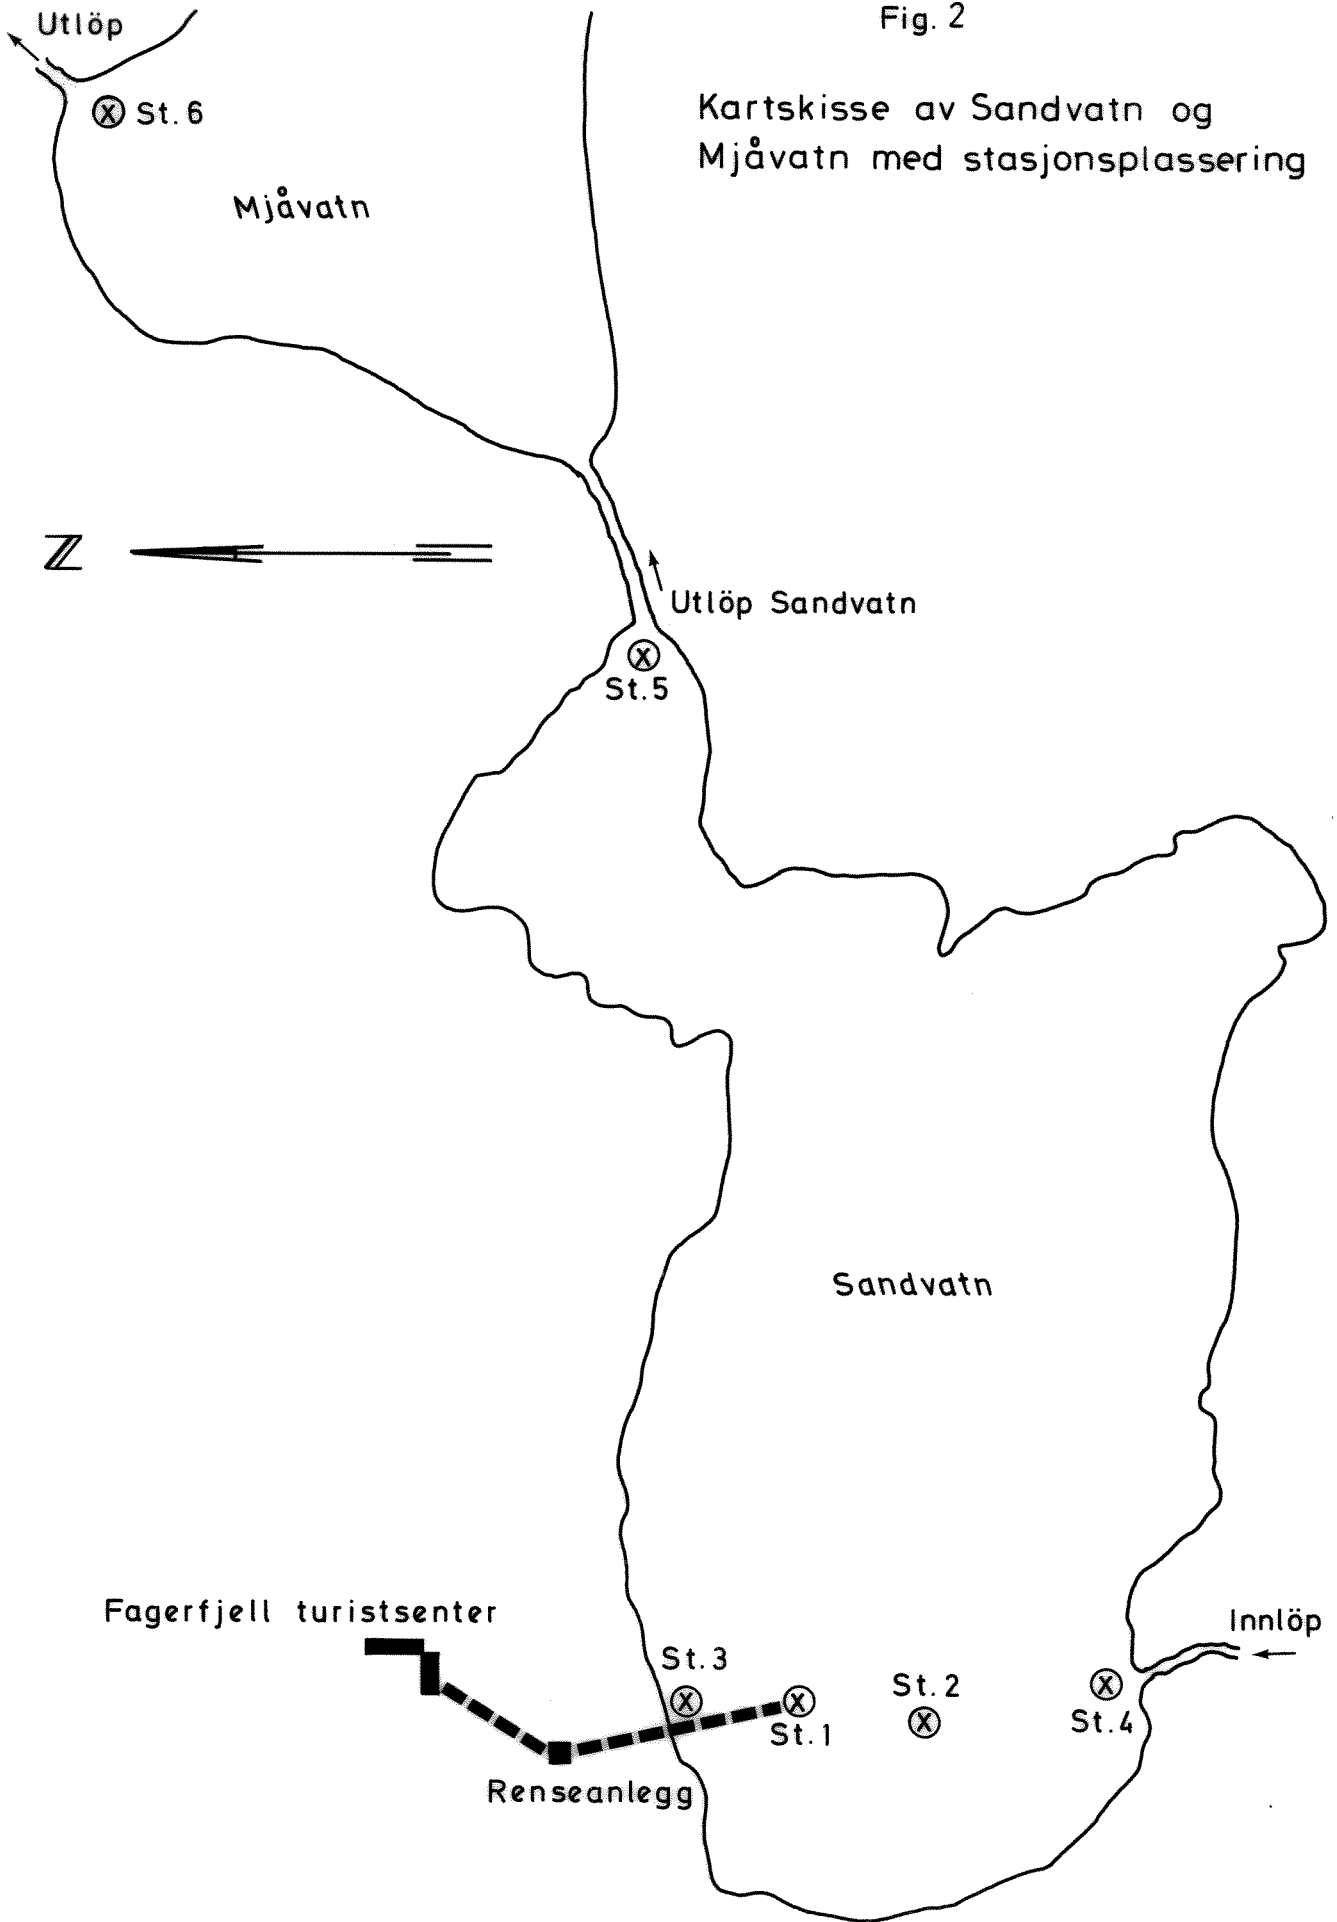 Utlöp
Fig. 2
St. 6
Kartskisse av Sandvatn og
Mjåvatn med stasjonsplassering
Mjåvatn
N
Utlöp Sandvatn
St. 5
Sandvatn
Fagerfjell turistsenter
Innlöp
St. 3
St. 2
St. 1
St. 4
Renseanlegg